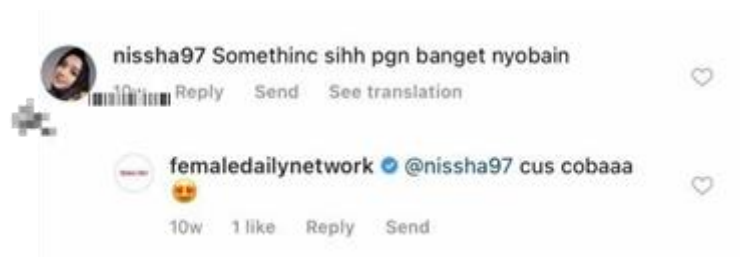 nissha97 Somethinc sihh pgn banget nyobain
10w Reply Send See translation
femaledailynetwork @nissha97 cus cobaaa
😍
10w 1 like Reply Send